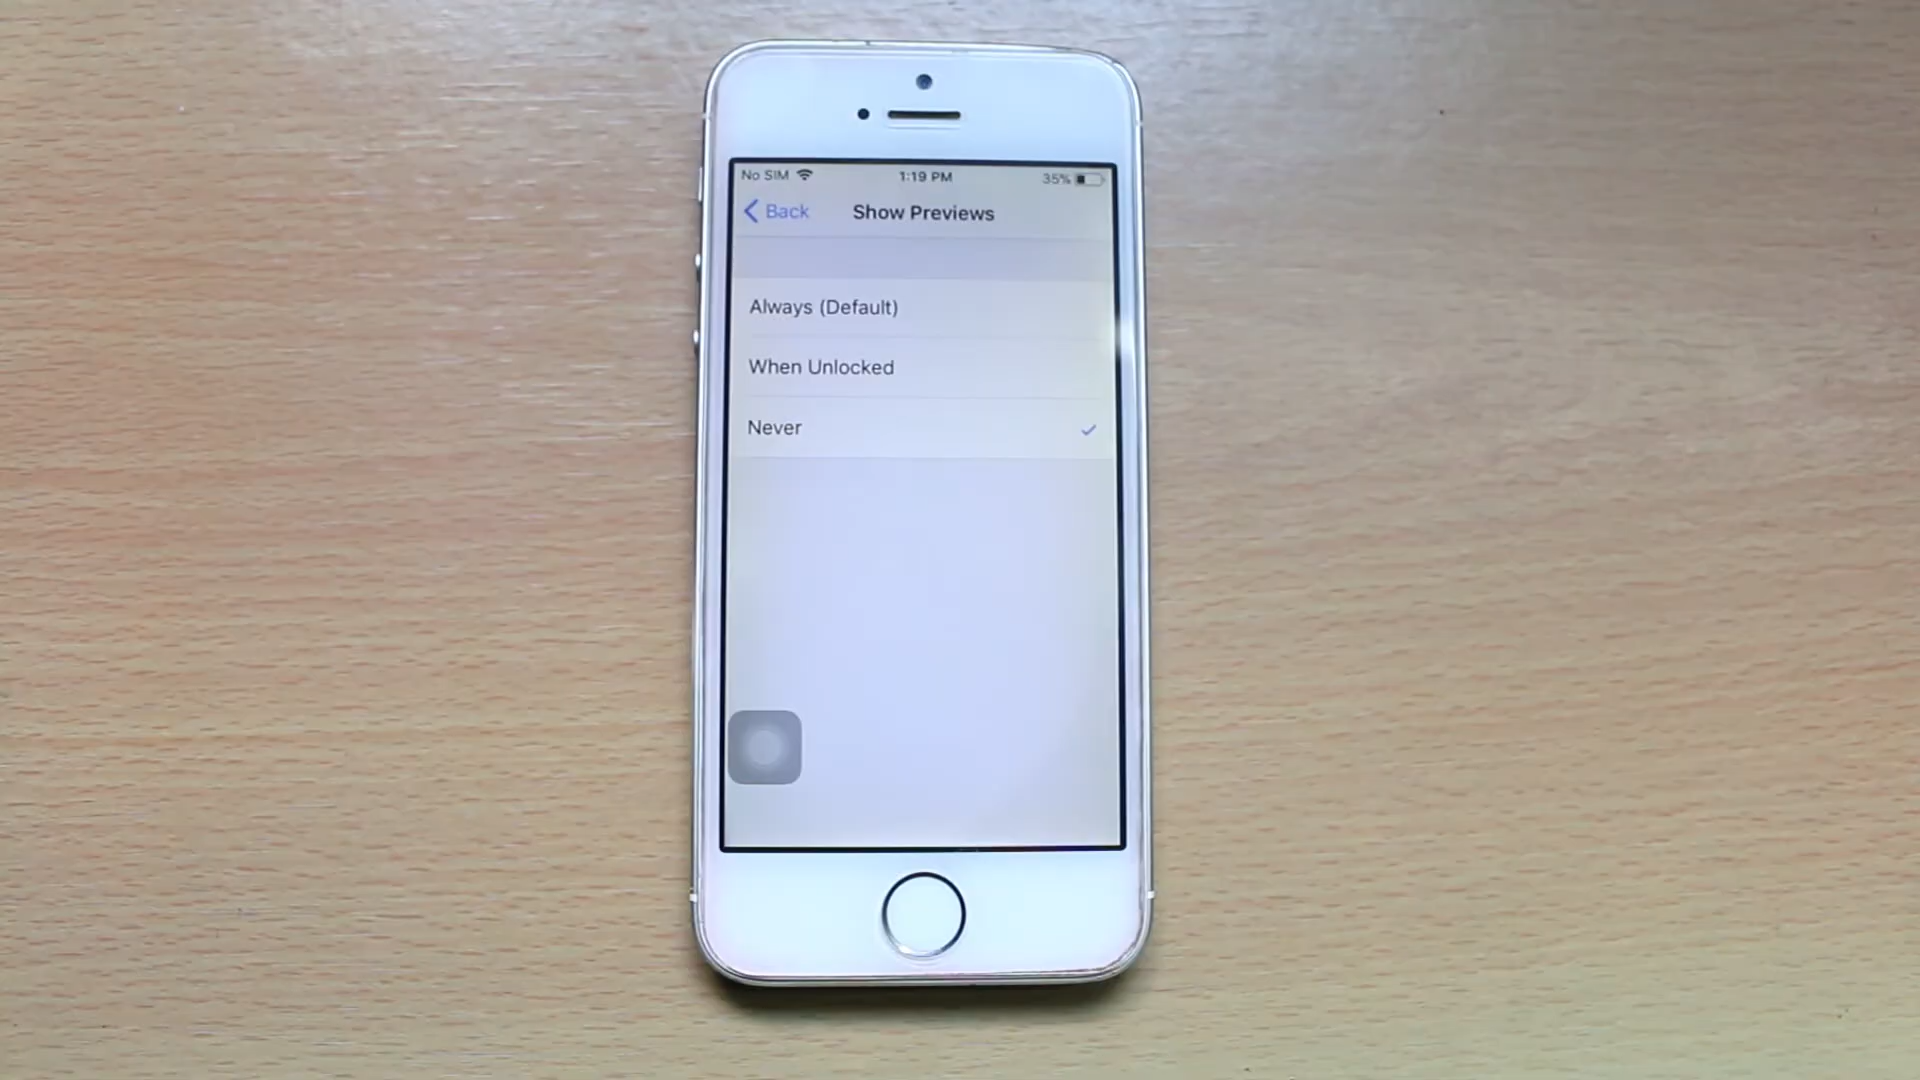 No SIM 1:19 PM 35%
Back Show Previews
Always (Default)
When Unlocked
Never